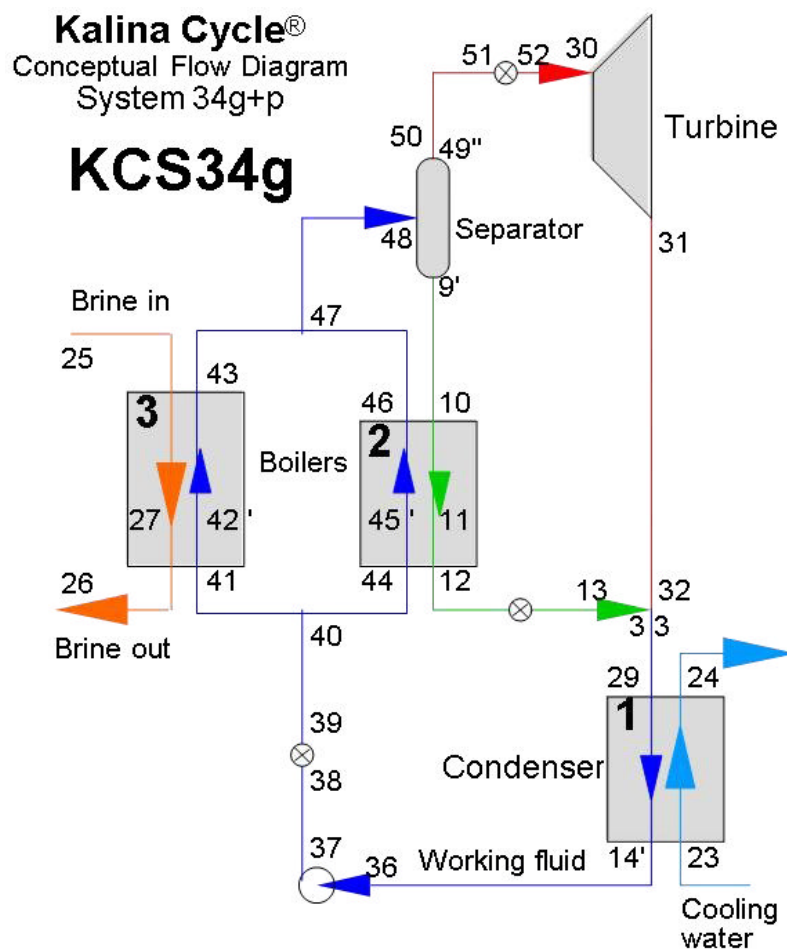 Kalina Cycle®
Conceptual Flow Diagram
System 34g+p
KCS34g
51 52 30
Turbine
50 49"
48 Separator
31
9'
Brine in
25
47
43
3
46 10
2
Boilers
27 42 '
45 ' 11
26
41
44 12
13 32
3 3
Brine out
40
29 24
1
39
38
Condenser
37
36 Working fluid
14' 23
Cooling
water